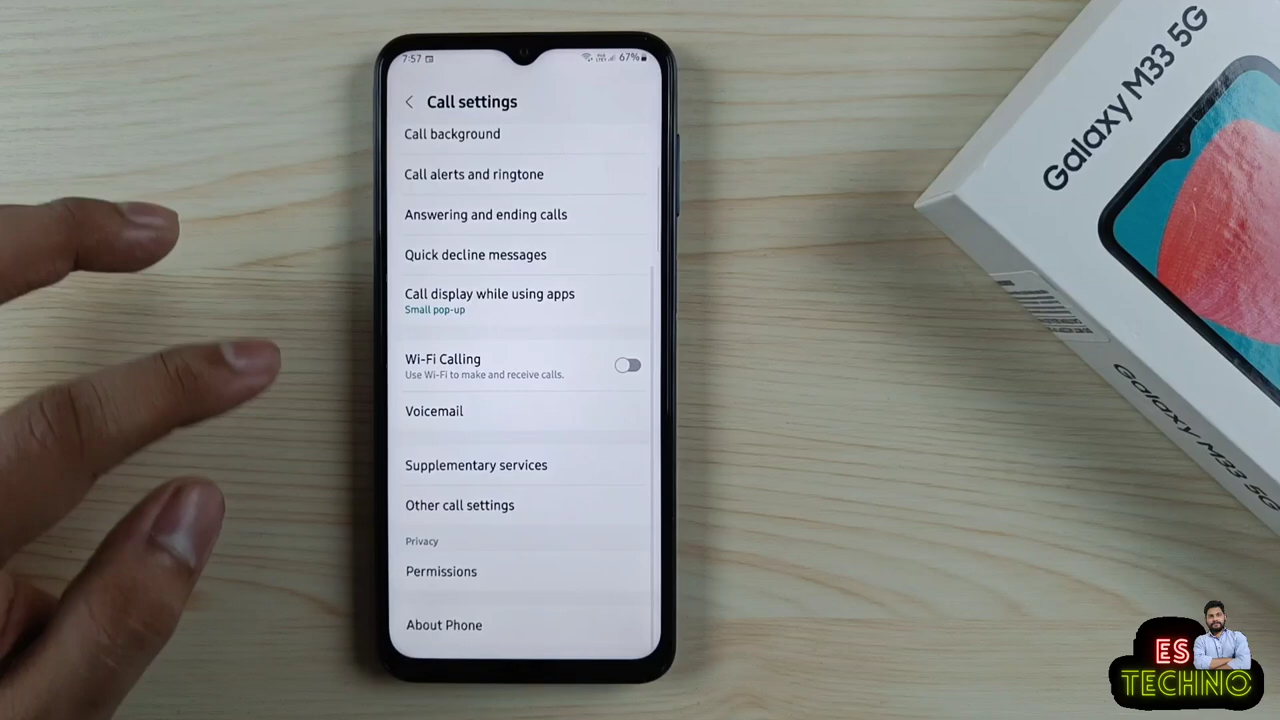 7:57
67%
Call settings
Call background
Call alerts and ringtone
Answering and ending calls
Quick decline messages
Call display while using apps
Small pop-up
Wi-Fi Calling
Use Wi-Fi to make and receive calls.
Voicemail
Supplementary services
Other call settings
Privacy
Permissions
About Phone
Galaxy M33 5G
Galaxy M33 5G
ES
TECHNO